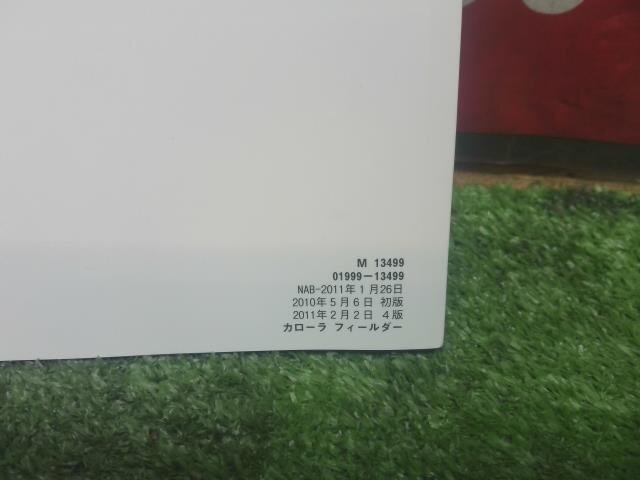 M 13499
01999−13499
NAB−2011年1月26日
2010年5月6日 初版
2011年2月2日 4版
カローラ フィールダー